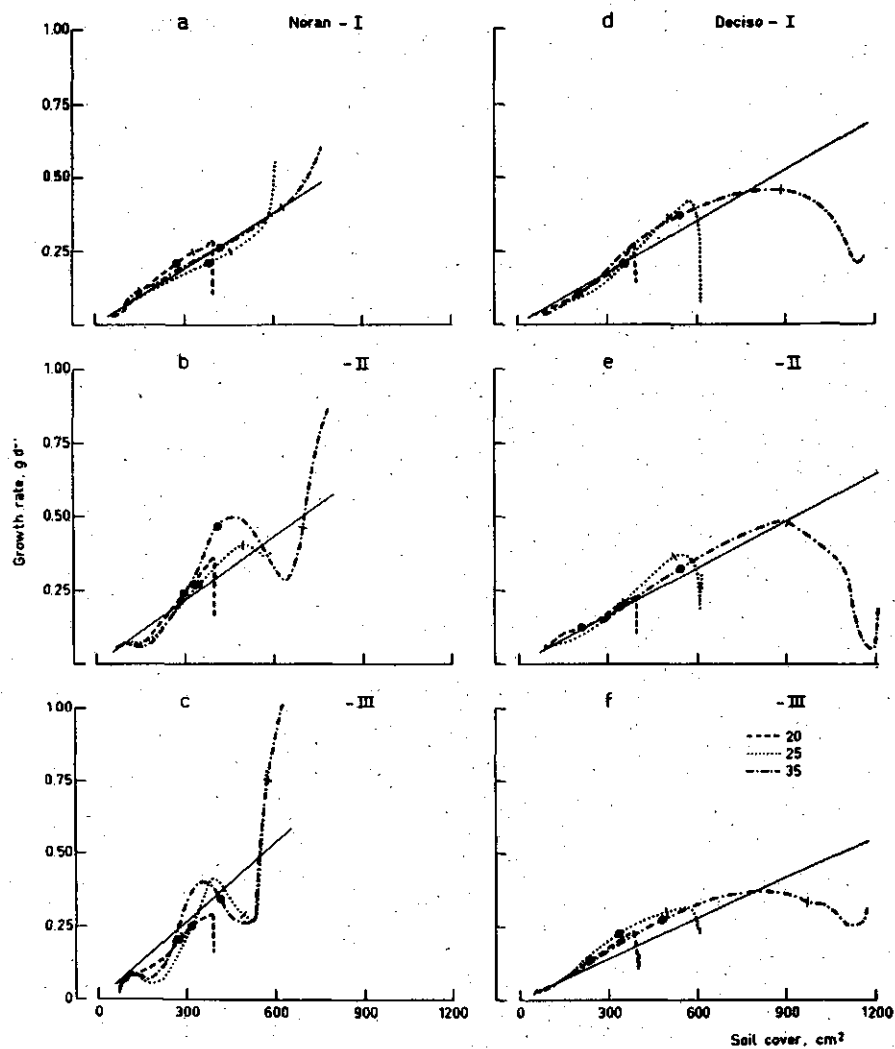 a Noran - I
d Deciso - I
1.00
0.75
0.50
0.25
b - II
e - II
1.00
0.75
0.50
0.25
Growth rate, g d⁻¹
c - III
f - III
1.00
0.75
0.50
0.25
0
20
25
35
0 300 600 900 1200
0 300 600 900 1200
Soil cover, cm²